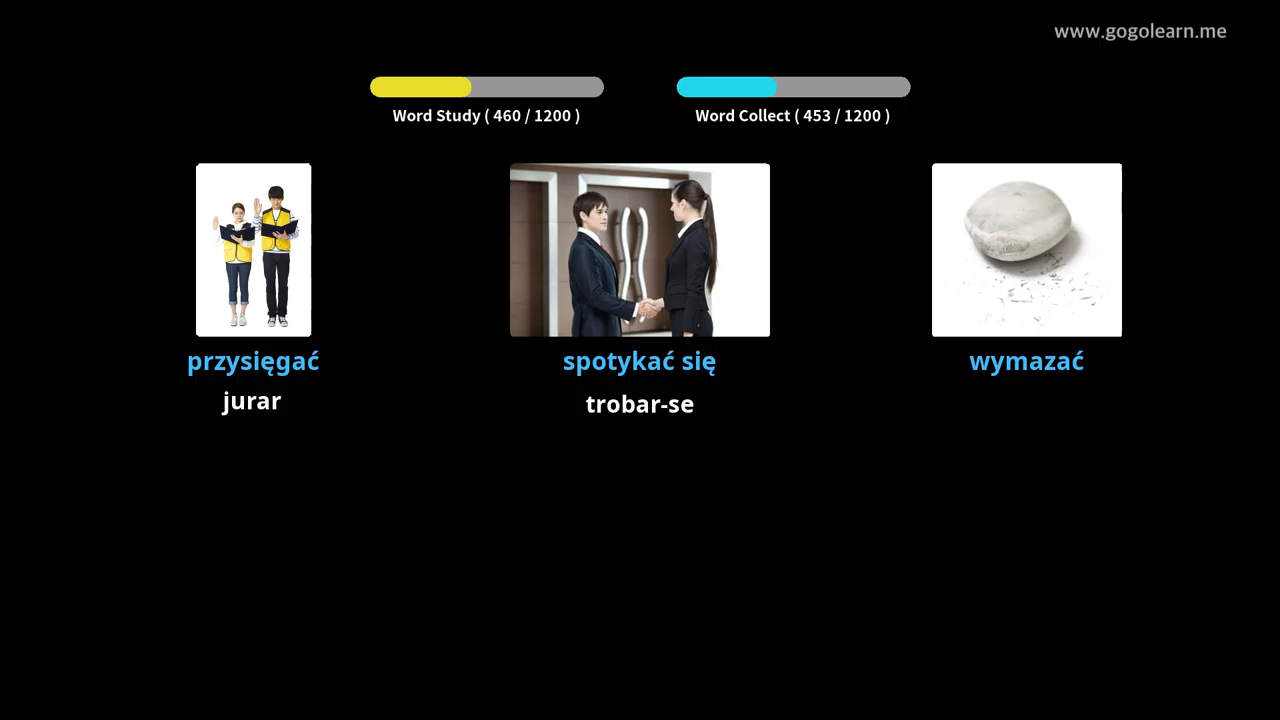 www.gogolearn.me
Word Study ( 460 / 1200 )
Word Collect ( 453 / 1200 )
przysięgać
spotykać się
wymazać
jurar
trobar-se